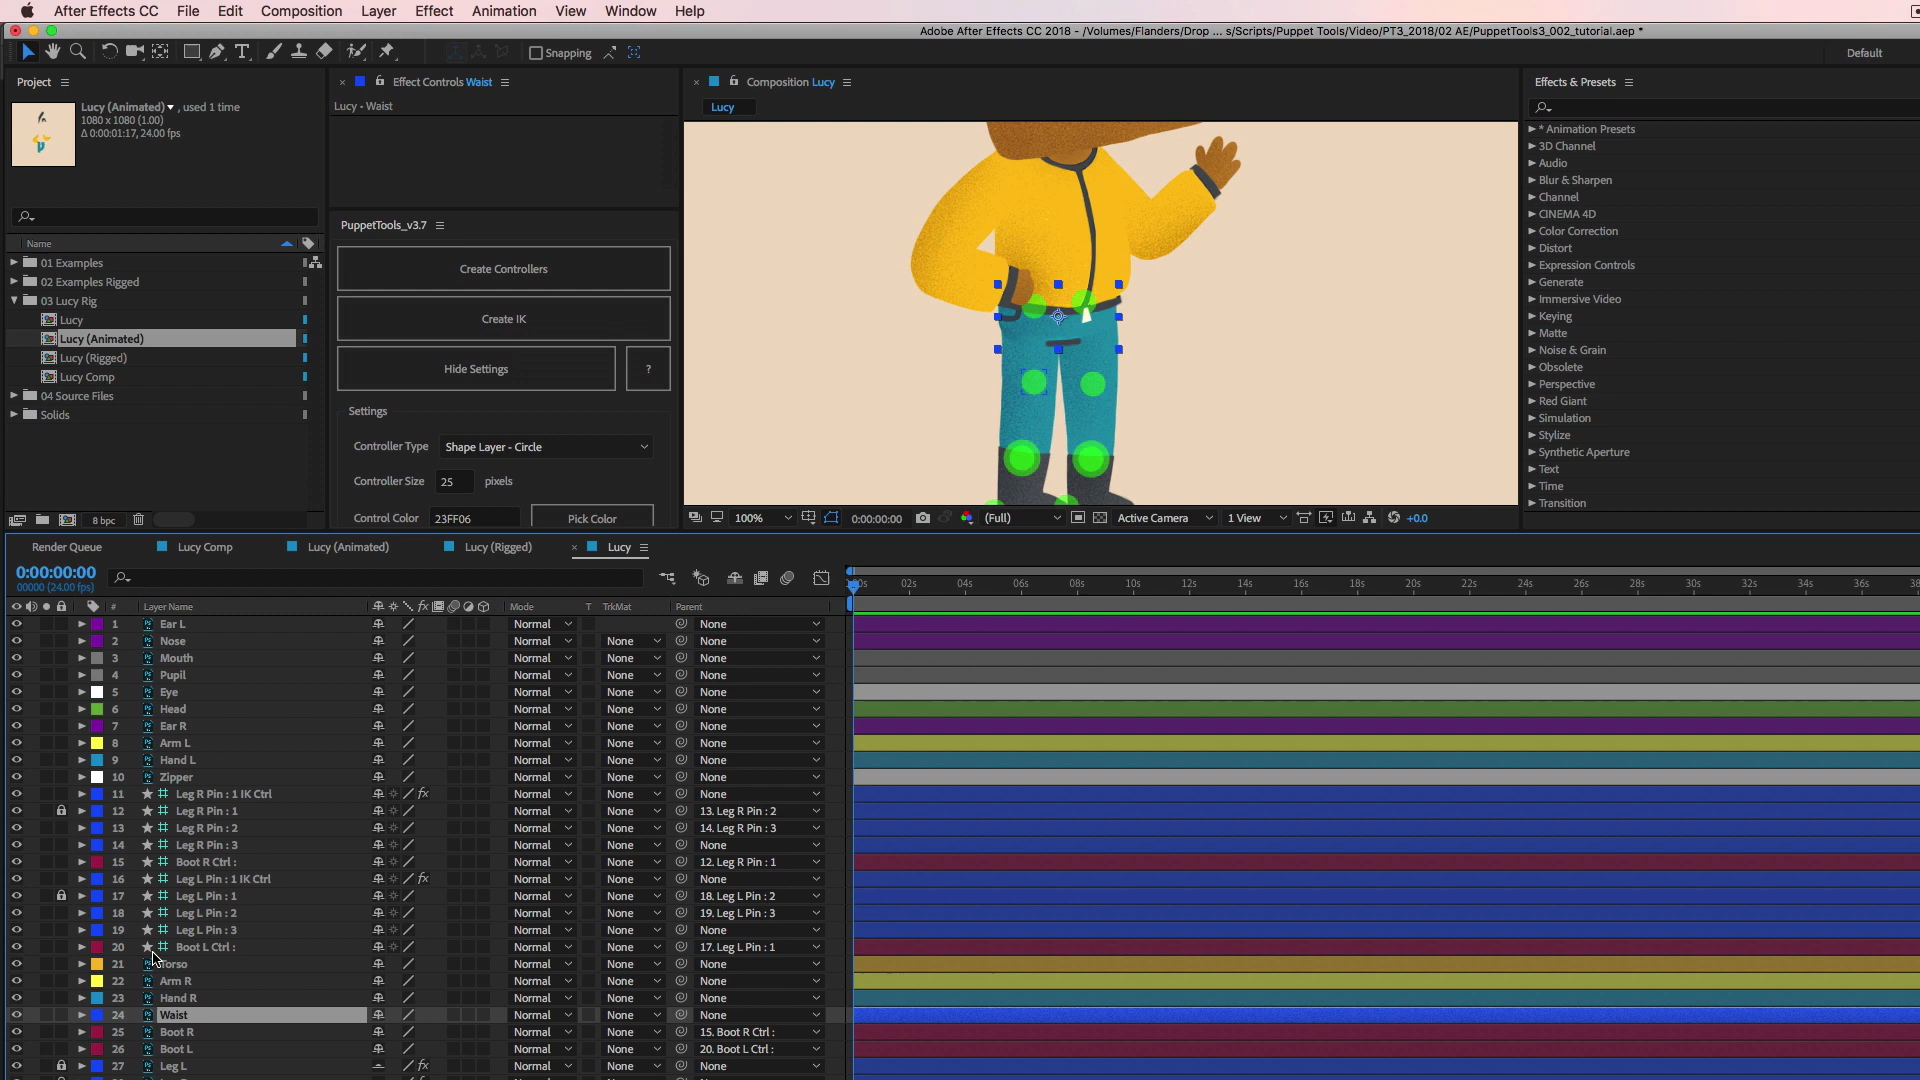 After Effects CC File Edit Composition Layer Effect Animation View Window Help
Adobe After Effects CC 2018 - /Volumes/Flanders/Drop ... s/Scripts/Puppet Tools/Video/PT3_2018/02 AE/PuppetTools3_002_tutorial.aep *
Snapping
Default
Project
Effect Controls Waist
Composition Lucy
Effects & Presets
Lucy (Animated) , used 1 time
1080 x 1080 (1.00)
Δ 0:00:01:17, 24.00 fps
Lucy • Waist
Lucy
Name
01 Examples
02 Examples Rigged
03 Lucy Rig
Lucy
Lucy (Animated)
Lucy (Rigged)
Lucy Comp
04 Source Files
Solids
8 bpc
PuppetTools_v3.7
Create Controllers
Create IK
Hide Settings ?
Settings
Controller Type Shape Layer - Circle
Controller Size 25 pixels
Control Color 23FF06 Pick Color
100% 0:00:00:00 (Full) Active Camera 1 View +0.0
* Animation Presets
3D Channel
Audio
Blur & Sharpen
Channel
CINEMA 4D
Color Correction
Distort
Expression Controls
Generate
Immersive Video
Keying
Matte
Noise & Grain
Obsolete
Perspective
Red Giant
Simulation
Stylize
Synthetic Aperture
Text
Time
Transition
Render Queue Lucy Comp Lucy (Animated) Lucy (Rigged) Lucy
0:00:00:00
00000 (24.00 fps)
02s 04s 06s 08s 10s 12s 14s 16s 18s 20s 22s 24s 26s 28s 30s 32s 34s 36s 38
# Layer Name fx Mode T TrkMat Parent
1 Ear L Normal None
2 Nose Normal None None
3 Mouth Normal None None
4 Pupil Normal None None
5 Eye Normal None None
6 Head Normal None None
7 Ear R Normal None None
8 Arm L Normal None None
9 Hand L Normal None None
10 Zipper Normal None None
11 Leg R Pin : 1 IK Ctrl fx Normal None None
12 Leg R Pin : 1 Normal None 13. Leg R Pin : 2
13 Leg R Pin : 2 Normal None 14. Leg R Pin : 3
14 Leg R Pin : 3 Normal None None
15 Boot R Ctrl : Normal None 12. Leg R Pin : 1
16 Leg L Pin : 1 IK Ctrl fx Normal None None
17 Leg L Pin : 1 Normal None 18. Leg L Pin : 2
18 Leg L Pin : 2 Normal None 19. Leg L Pin : 3
19 Leg L Pin : 3 Normal None None
20 Boot L Ctrl : Normal None 17. Leg L Pin : 1
21 Torso Normal None None
22 Arm R Normal None None
23 Hand R Normal None None
24 Waist Normal None None
25 Boot R Normal None 15. Boot R Ctrl :
26 Boot L Normal None 20. Boot L Ctrl :
27 Leg L fx Normal None None